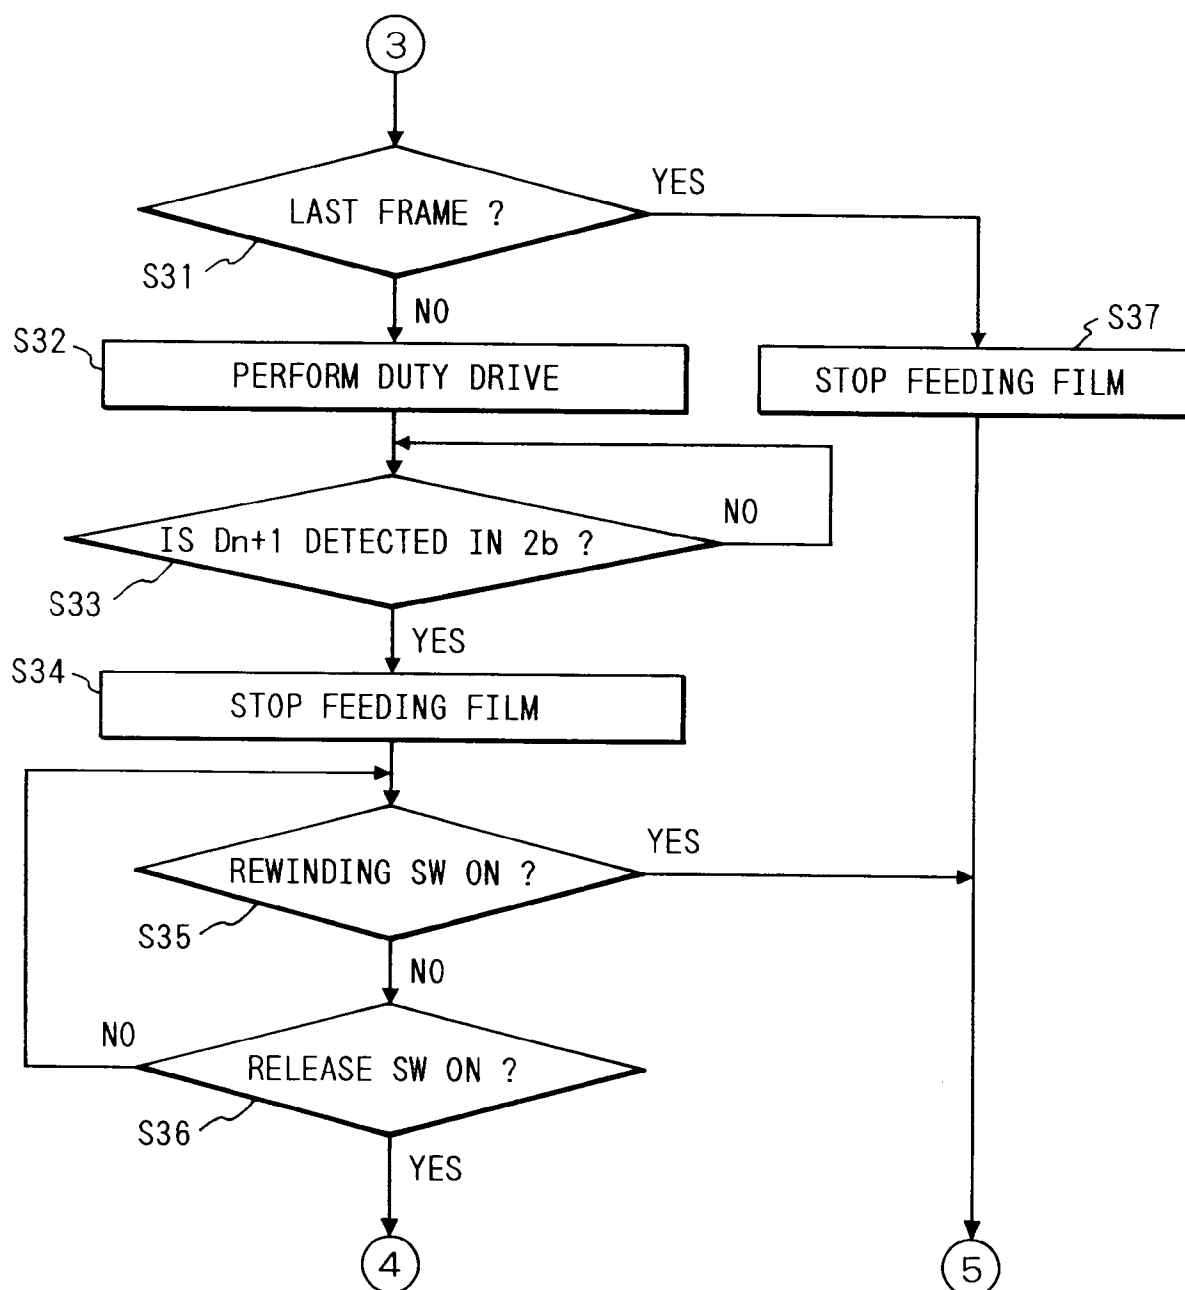 3
LAST FRAME ?
YES
S31
NO
S32
PERFORM DUTY DRIVE
S37
STOP FEEDING FILM
IS Dn+1 DETECTED IN 2b ?
NO
S33
YES
S34
STOP FEEDING FILM
REWINDING SW ON ?
YES
S35
NO
RELEASE SW ON ?
NO
S36
YES
4
5